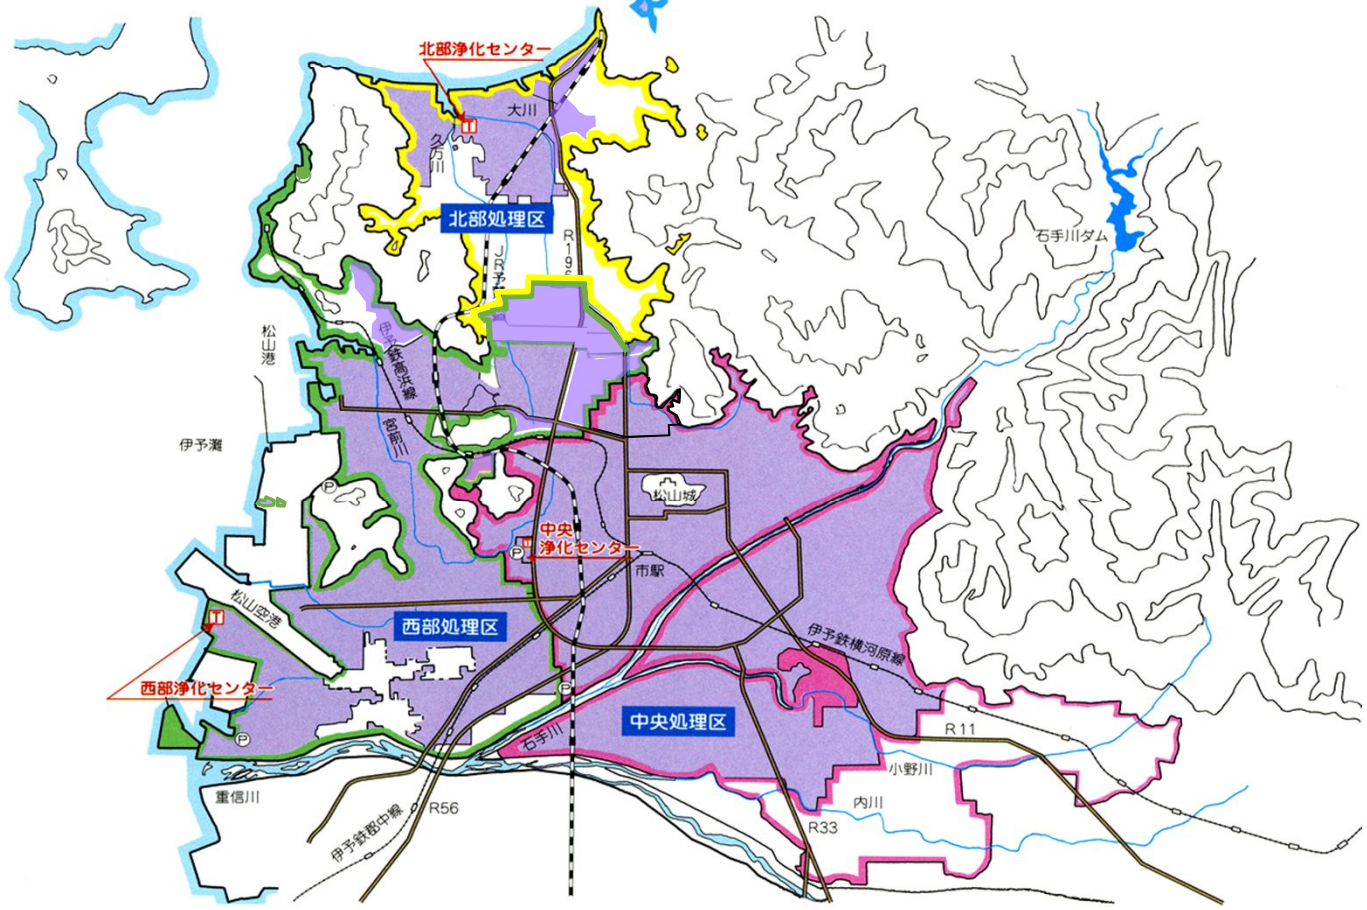 北部浄化センター
大川
久万川
北部処理区
R196
JR予
石手川ダム
松山港
伊予鉄高浜線
宮前川
伊予灘
P
松山城
中央
浄化センター
P
市駅
松山空港
T
西部処理区
伊予鉄横河原線
西部浄化センター
中央処理区
P
P
石手川
R11
小野川
重信川
R56
内川
伊予鉄郡中線
R33
T
T